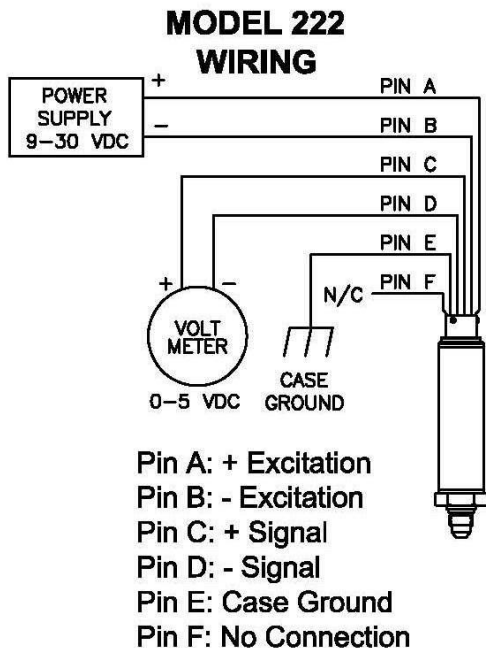 MODEL 222
WIRING
POWER
SUPPLY
9-30 VDC
+
-
PIN A
PIN B
PIN C
PIN D
PIN E
PIN F
N/C
+ -
VOLT
METER
0-5 VDC
CASE
GROUND
Pin A: + Excitation
Pin B: - Excitation
Pin C: + Signal
Pin D: - Signal
Pin E: Case Ground
Pin F: No Connection